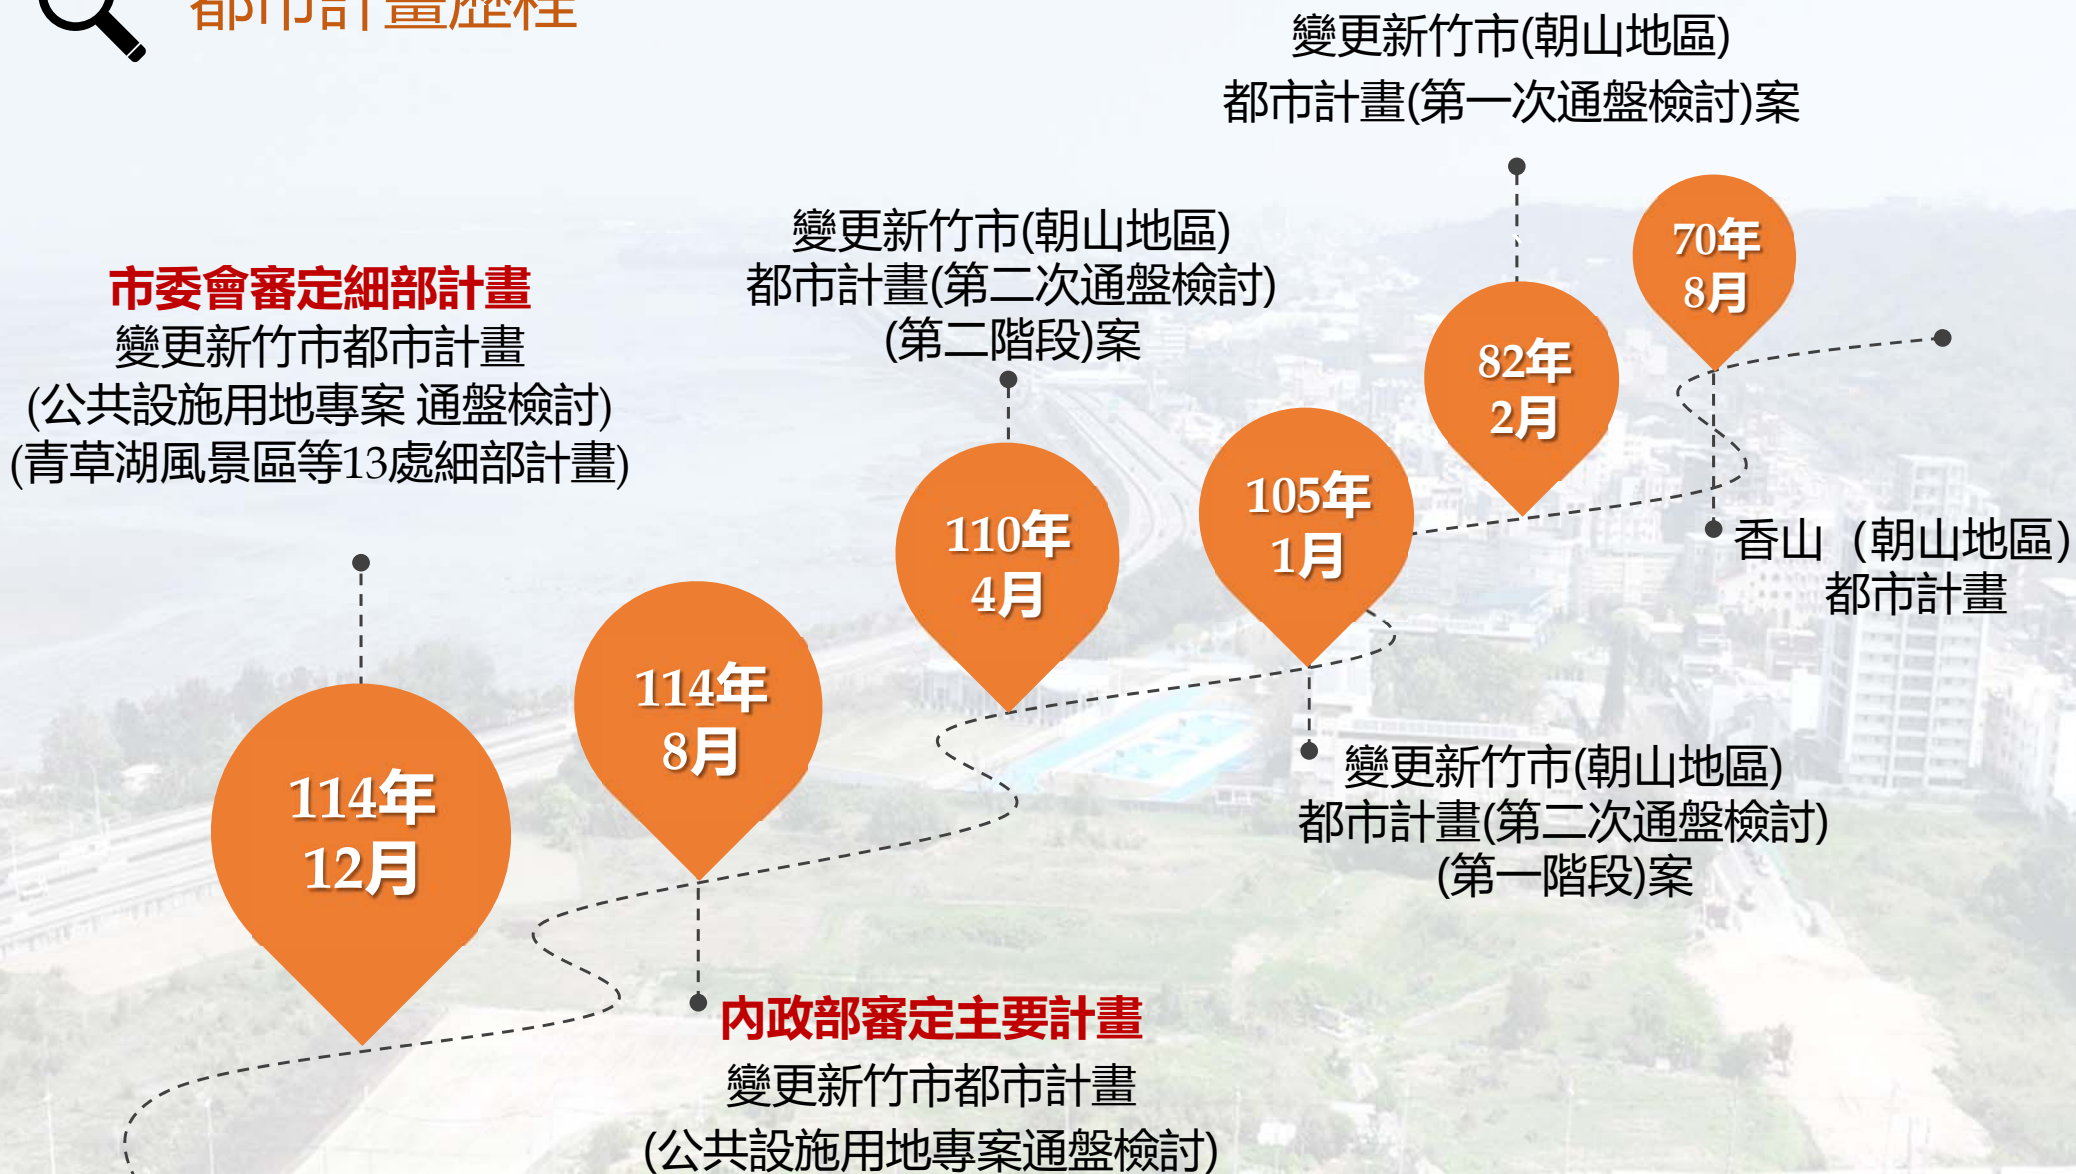 都市計畫歷程
變更新竹市(朝山地區)
都市計畫(第一次通盤檢討)案
70年
8月
香山（朝山地區）
都市計畫
82年
2月
105年
1月
變更新竹市(朝山地區)
都市計畫(第二次通盤檢討)
(第一階段)案
變更新竹市(朝山地區)
都市計畫(第二次通盤檢討)
(第二階段)案
110年
4月
114年
8月
內政部審定主要計畫
變更新竹市都市計畫
(公共設施用地專案通盤檢討)
市委會審定細部計畫
變更新竹市都市計畫
(公共設施用地專案 通盤檢討)
(青草湖風景區等13處細部計畫)
114年
12月